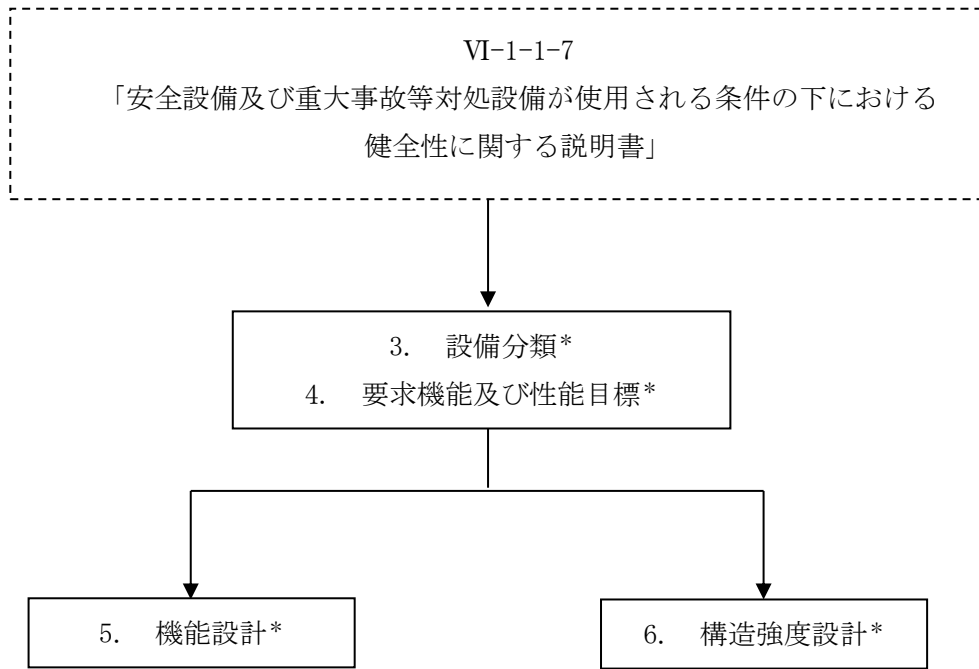 Ⅵ-1-1-7
「安全設備及び重大事故等対処設備が使用される条件の下における
健全性に関する説明書」
3.　設備分類*
4.　要求機能及び性能目標*
5.　機能設計*
6.　構造強度設計*